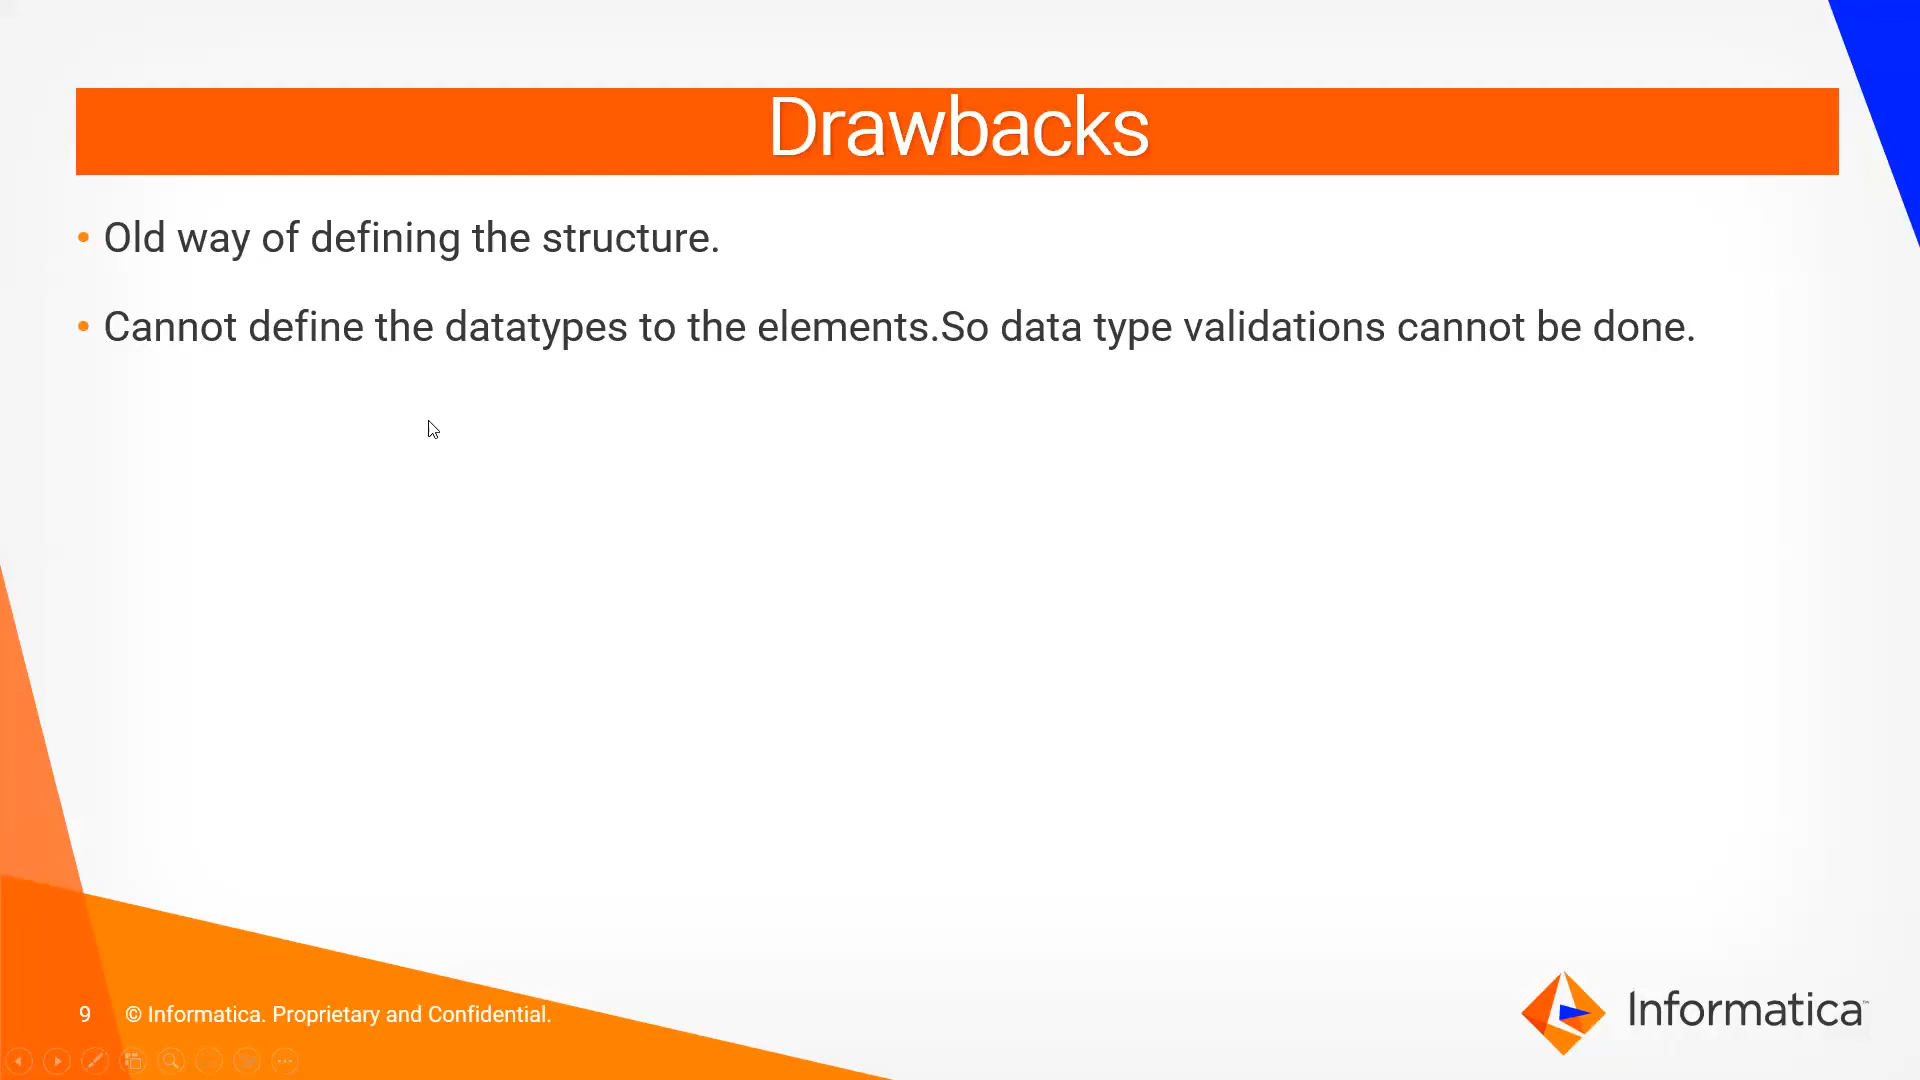 Drawbacks
• Old way of defining the structure.
• Cannot define the datatypes to the elements.So data type validations cannot be done.
9 © Informatica. Proprietary and Confidential.
Informatica™